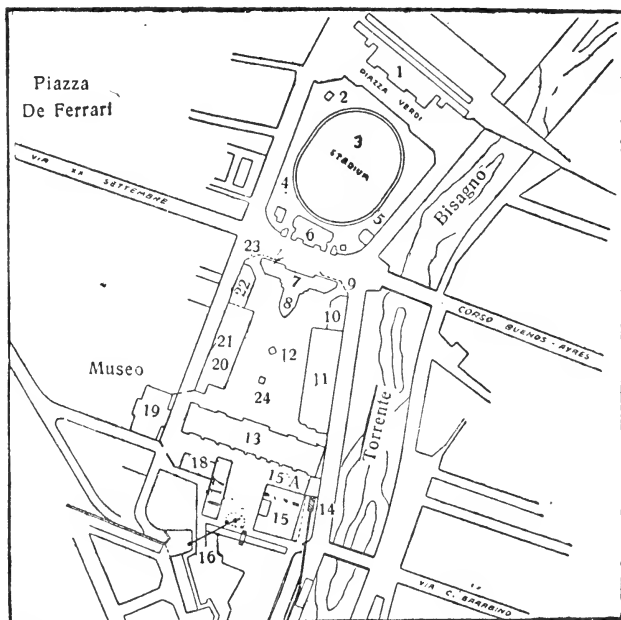 Piazza
De Ferrari
1
PIAZZA VERDI
2
3
STADIUM
VIA XX SETTEMBRE
4
5
Bisagno
6
23
7
9
8
22
10
CORSO BUENOS-AYRES
21
12
20
11
Museo
24
19
13
Torrente
18
15 A
17
15
14
16
VIA C. BARABINO